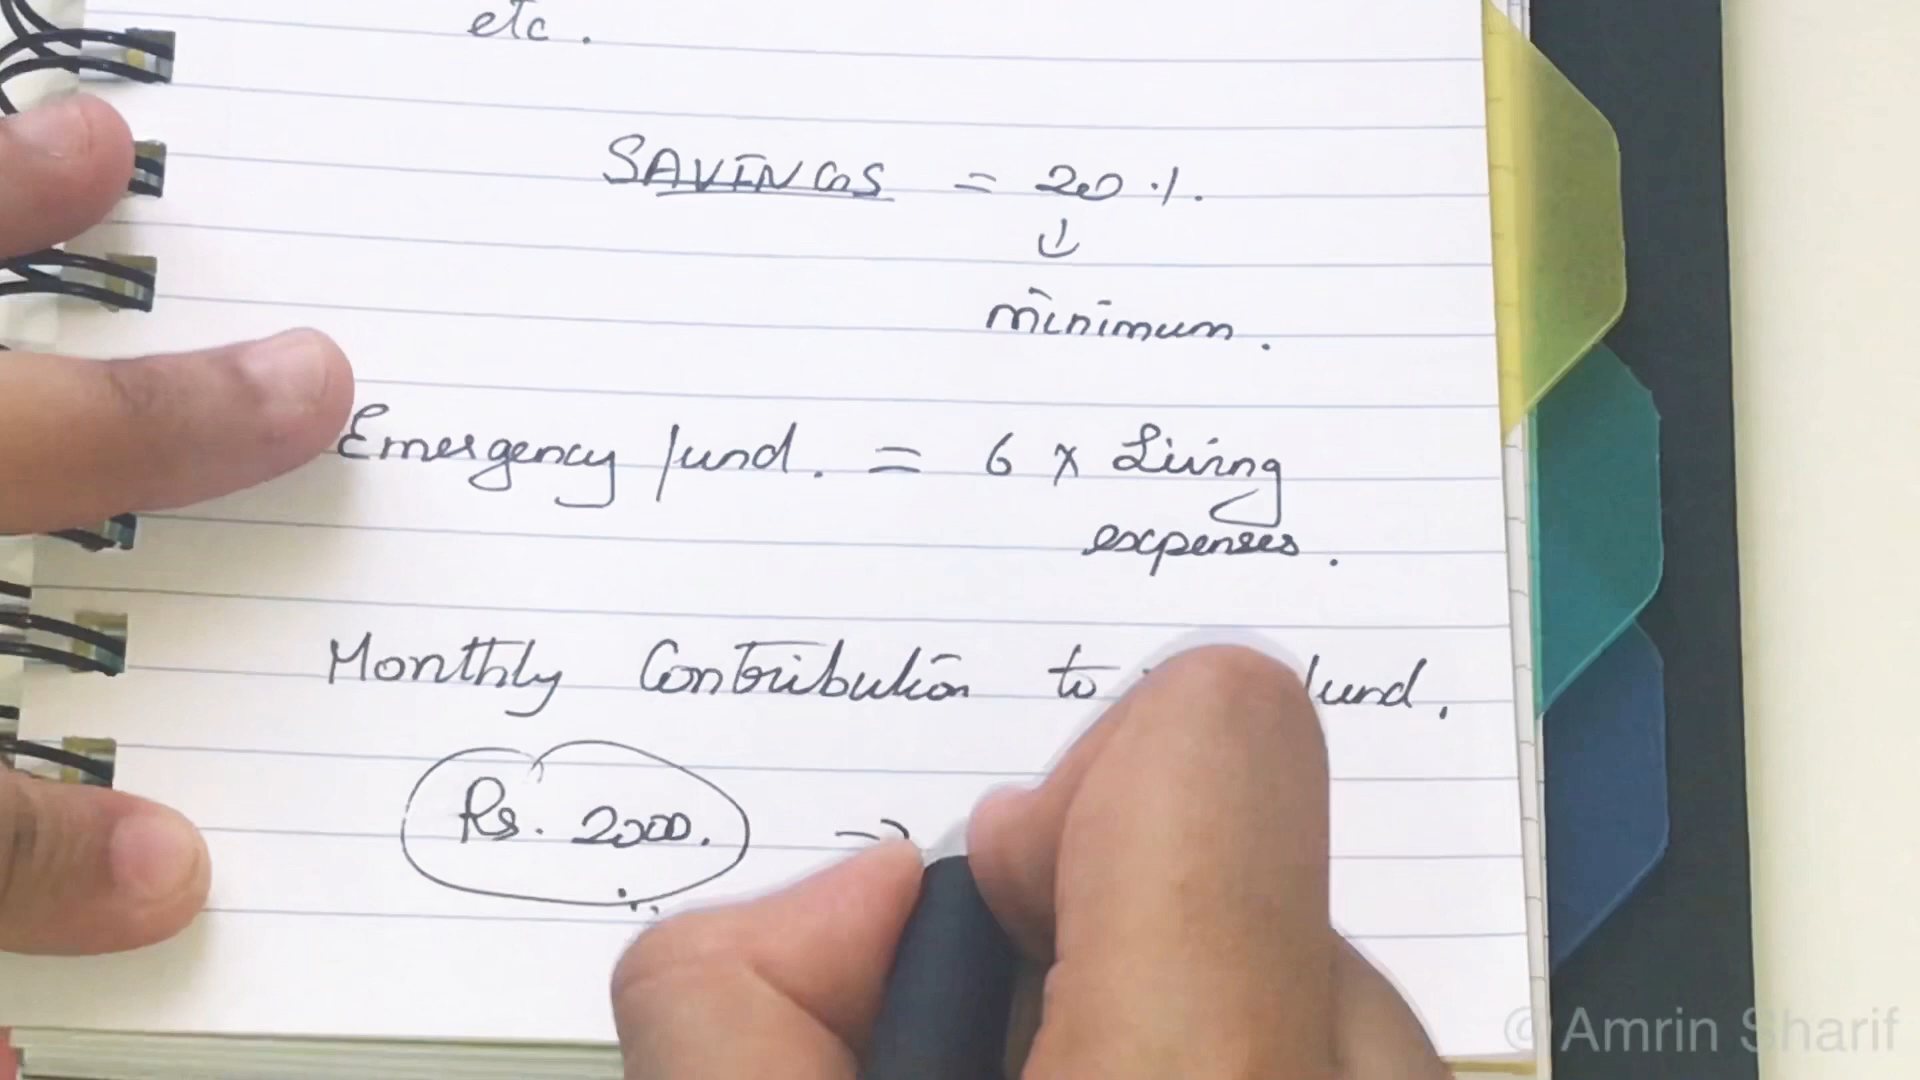 etc.
SAVINGS = 20 %.
↓
minimum.
Emergency fund. = 6 x Living
expenses.
Monthly Contribution to fund.
Rs. 2000. →
© Amrin Sharif